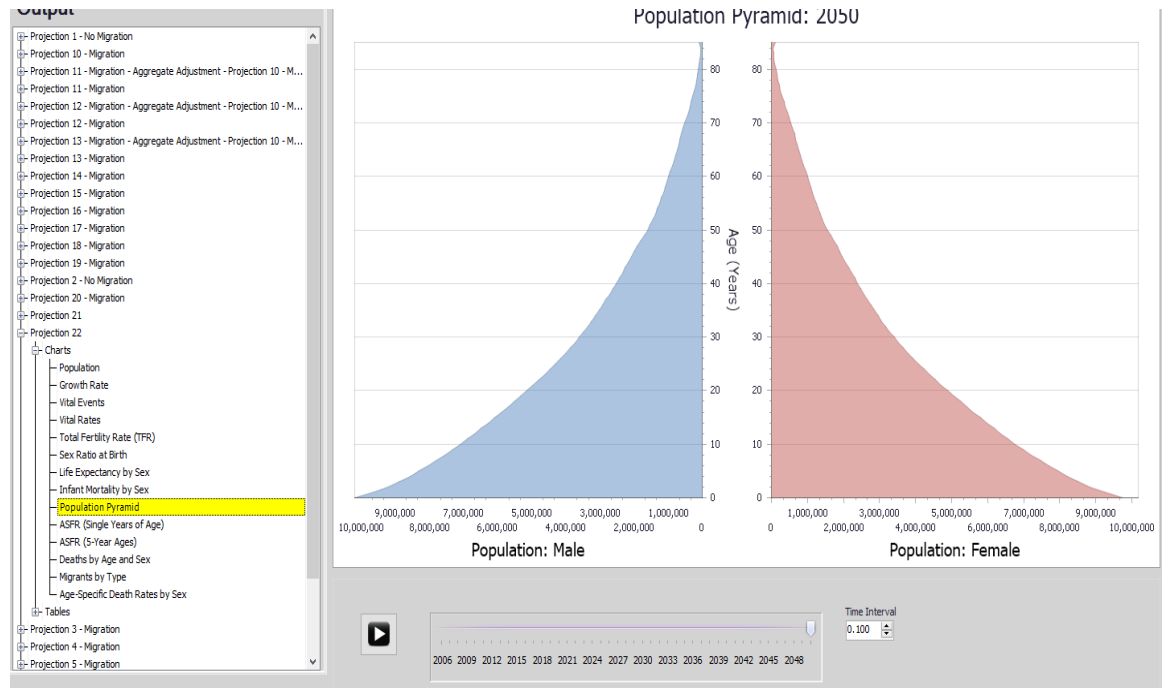 Output
Projection 1 - No Migration
Projection 10 - Migration
Projection 11 - Migration - Aggregate Adjustment - Projection 10 - M...
Projection 11 - Migration
Projection 12 - Migration - Aggregate Adjustment - Projection 10 - M...
Projection 12 - Migration
Projection 13 - Migration - Aggregate Adjustment - Projection 10 - M...
Projection 13 - Migration
Projection 14 - Migration
Projection 15 - Migration
Projection 16 - Migration
Projection 17 - Migration
Projection 18 - Migration
Projection 19 - Migration
Projection 2 - No Migration
Projection 20 - Migration
Projection 21
Projection 22
Charts
Population
Growth Rate
Vital Events
Vital Rates
Total Fertility Rate (TFR)
Sex Ratio at Birth
Life Expectancy by Sex
Infant Mortality by Sex
Population Pyramid
ASFR (Single Years of Age)
ASFR (5-Year Ages)
Deaths by Age and Sex
Migrants by Type
Age-Specific Death Rates by Sex
Tables
Projection 3 - Migration
Projection 4 - Migration
Projection 5 - Migration
Population Pyramid: 2050
80 80
70 70
60 60
50 50
40 40
30 30
20 20
10 10
0 0
Age (Years)
9,000,000 7,000,000 5,000,000 3,000,000 1,000,000 1,000,000 3,000,000 5,000,000 7,000,000 9,000,000
10,000,000 8,000,000 6,000,000 4,000,000 2,000,000 0 0 2,000,000 4,000,000 6,000,000 8,000,000 10,000,000
Population: Male Population: Female
Time Interval
0.100
2006 2009 2012 2015 2018 2021 2024 2027 2030 2033 2036 2039 2042 2045 2048